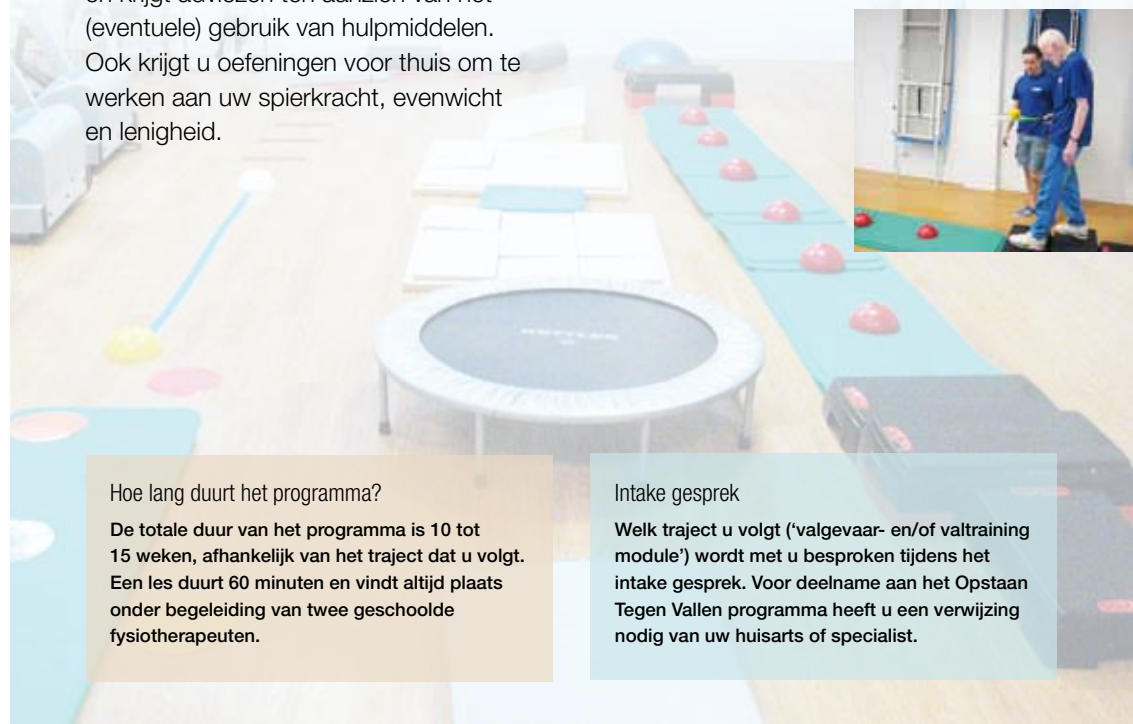 (eventuele) gebruik van hulpmiddelen.
Ook krijgt u oefeningen voor thuis om te
werken aan uw spierkracht, evenwicht
en lenigheid.
KETTLER
Hoe lang duurt het programma?
De totale duur van het programma is 10 tot
15 weken, afhankelijk van het traject dat u volgt.
Een les duurt 60 minuten en vindt altijd plaats
onder begeleiding van twee geschoolde
fysiotherapeuten.
Intake gesprek
Welk traject u volgt (‘valgevaar- en/of valtraining
module’) wordt met u besproken tijdens het
intake gesprek. Voor deelname aan het Opstaan
Tegen Vallen programma heeft u een verwijzing
nodig van uw huisarts of specialist.